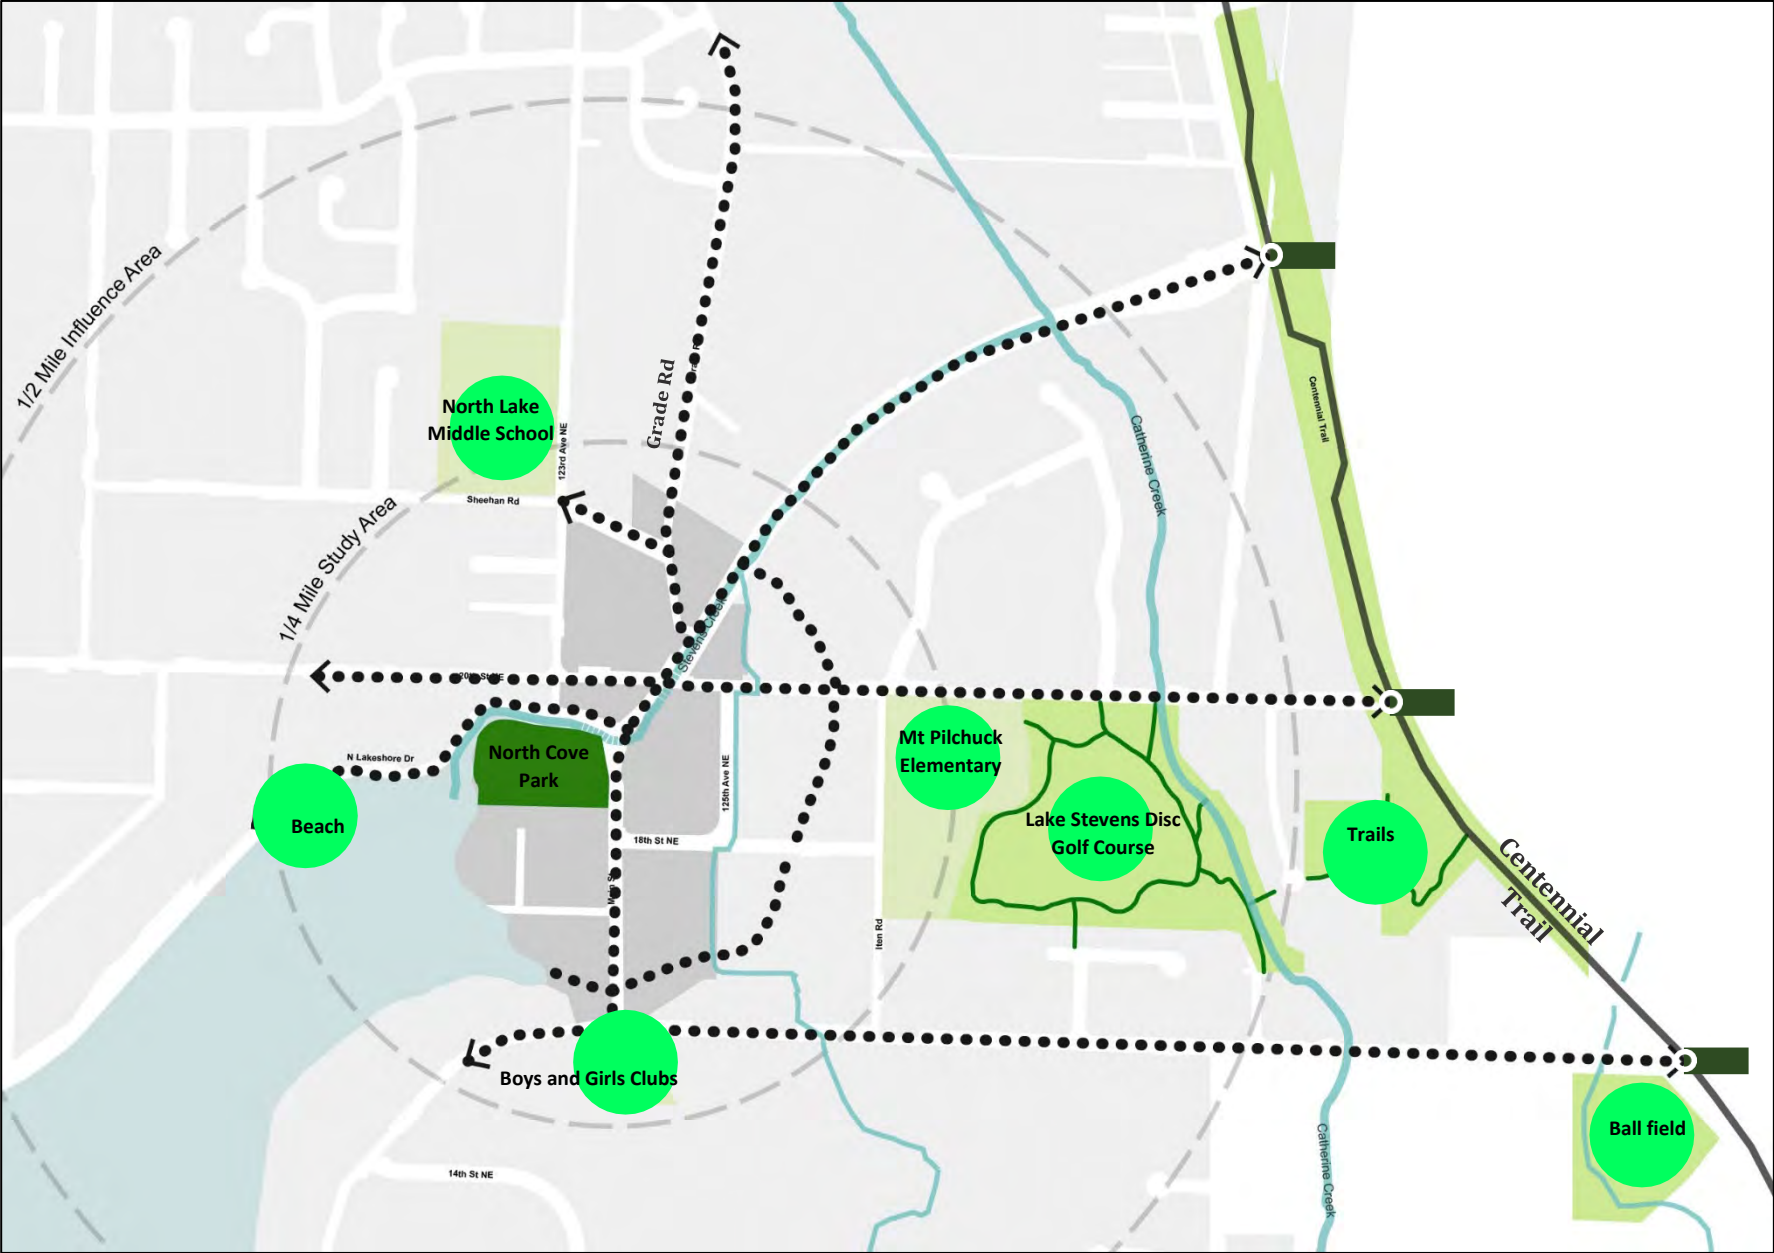 1/2 Mile Influence Area
Grade Rd
Centennial Trail
North Lake
Middle School
123rd Ave NE
Catherine Creek
Sheehan Rd
1/4 Mile Study Area
Stevens Creek
20th St NE
Mt Pilchuck
Elementary
North Cove
Park
N Lakeshore Dr
125th Ave NE
Beach
Lake Stevens Disc
Golf Course
Trails
18th St NE
Main St
Centennial
Trail
Iten Rd
Boys and Girls Clubs
Ball field
14th St NE
Catherine Creek